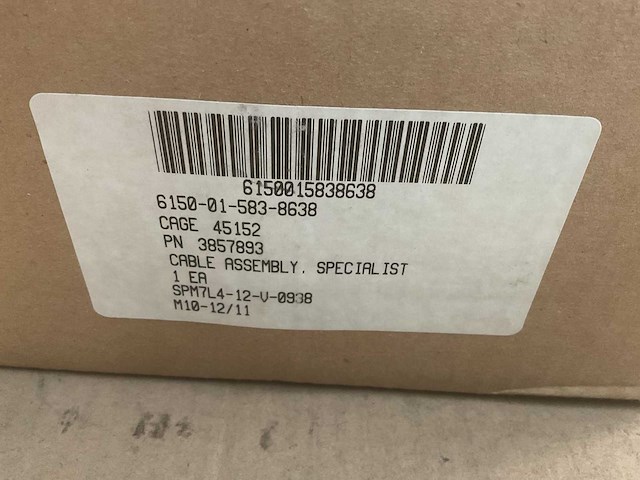 6150015838638
6150-01-583-8638
CAGE 45152
PN 3857893
CABLE ASSEMBLY, SPECIALIST
1 EA
SPM7L4-12-V-0938
M10-12/11